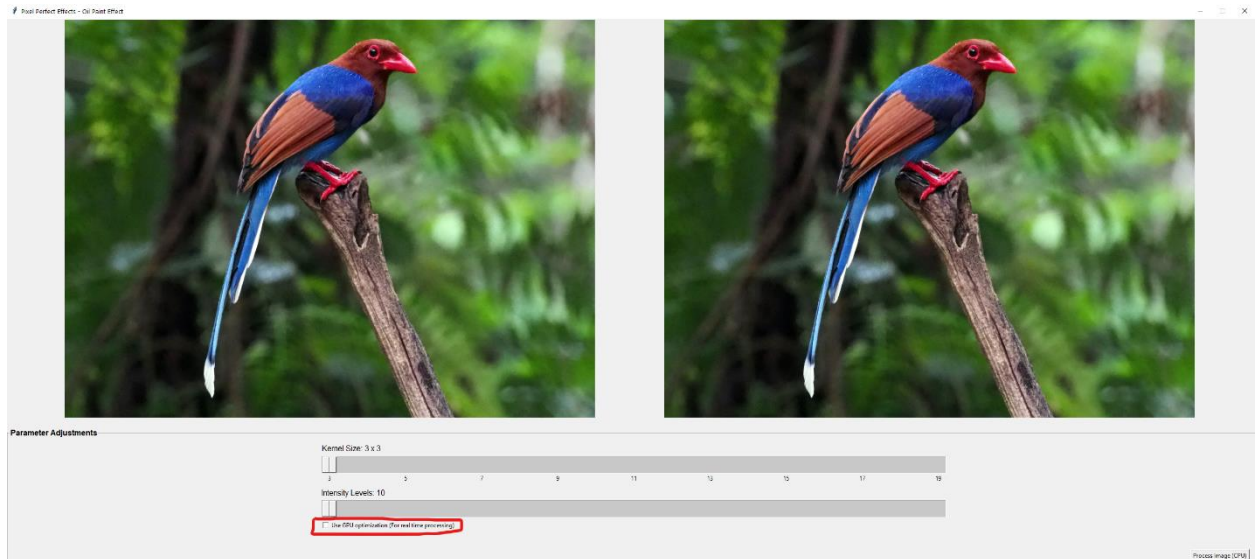 Pixel Perfect Effects - Oil Paint Effect
Parameter Adjustments
Kernel Size: 3 x 3
3 5 7 9 11 13 15 17 19
Intensity Levels: 10
Use GPU optimization (For real time processing)
Process image (CPU)